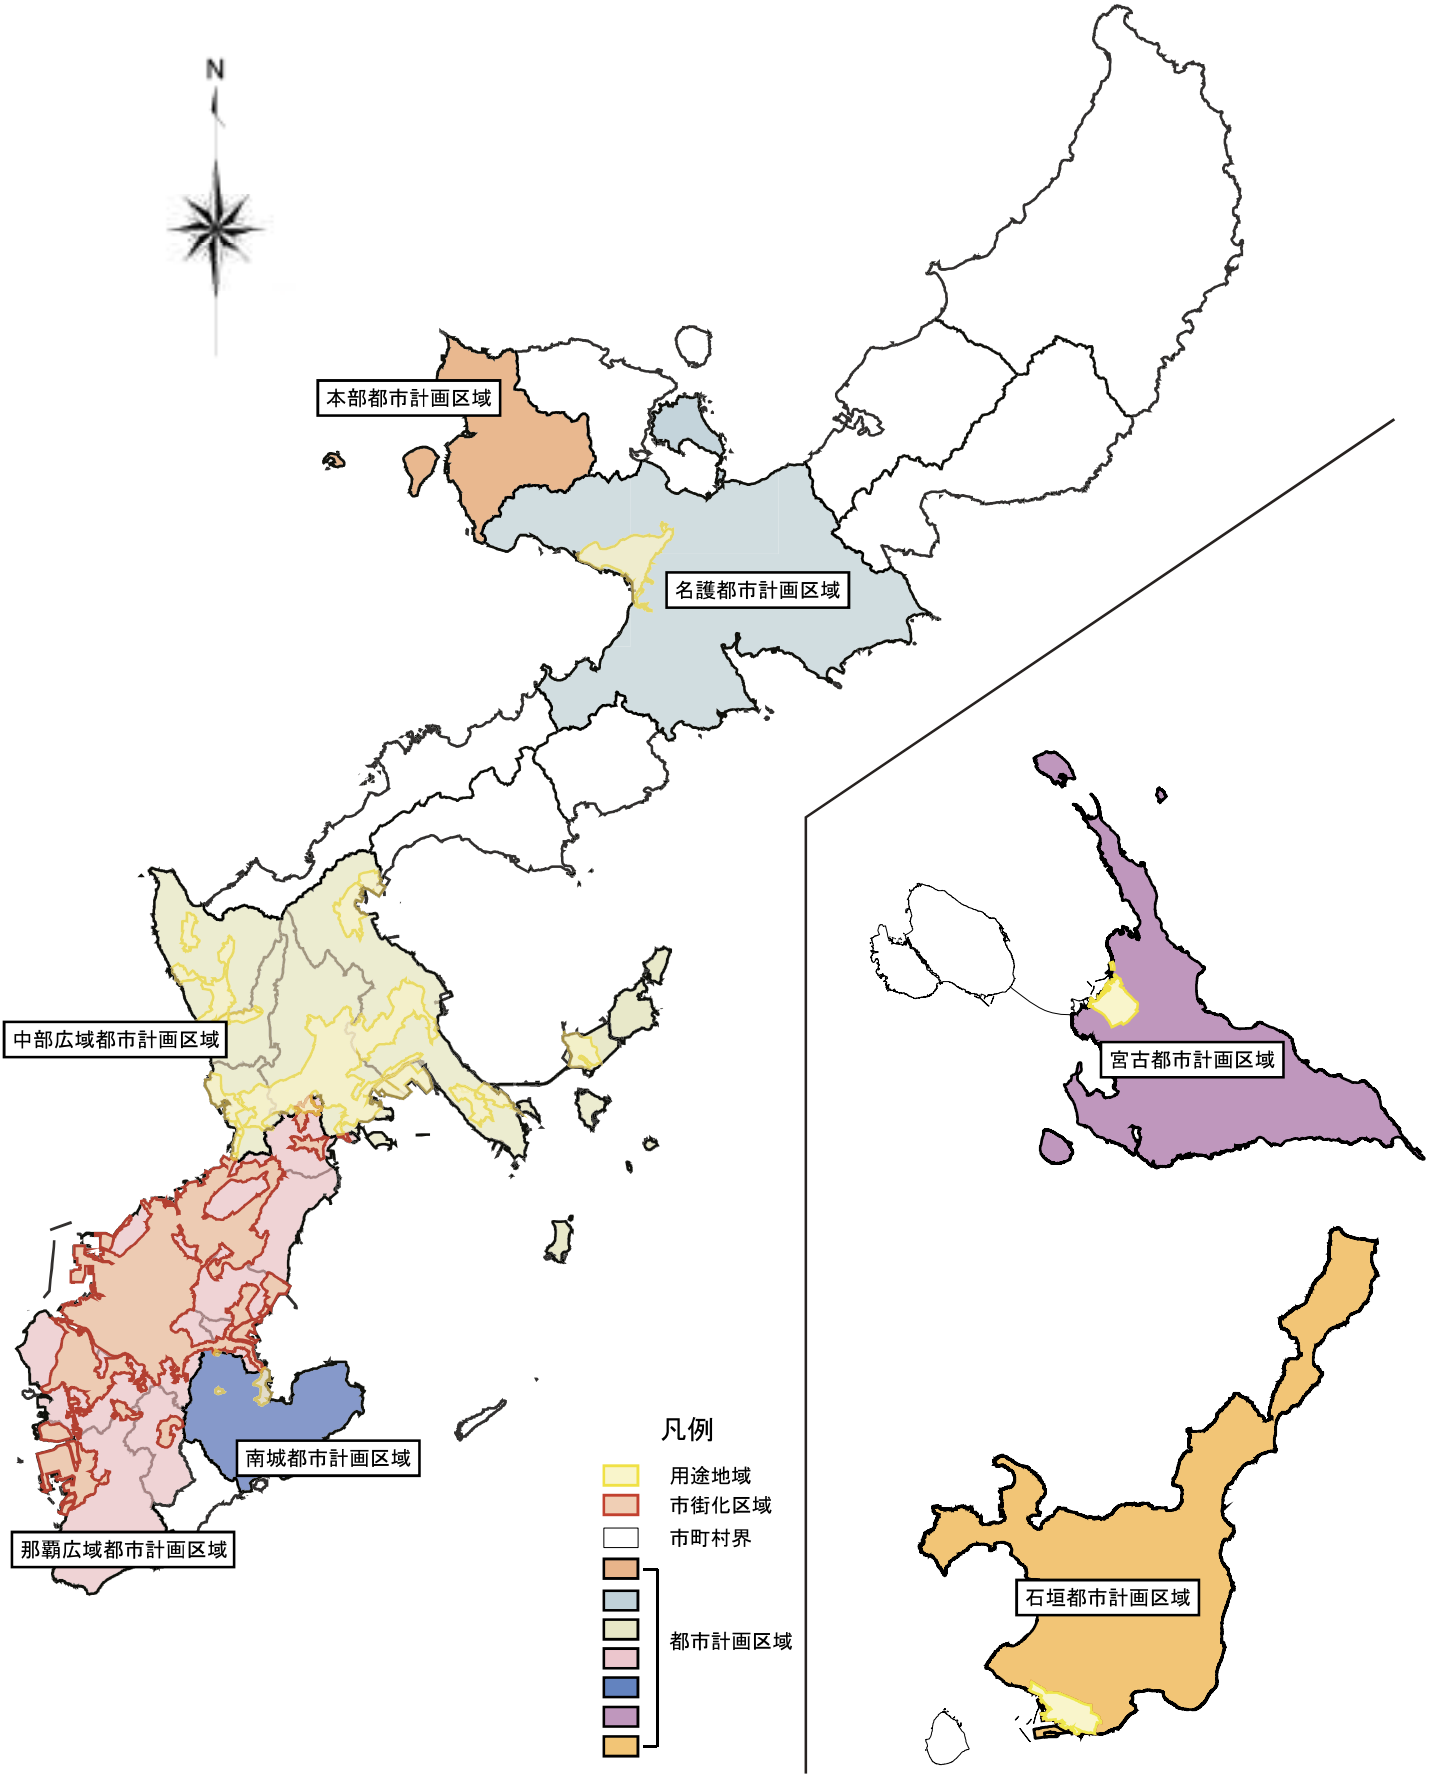 N
本部都市計画区域
名護都市計画区域
中部広域都市計画区域
宮古都市計画区域
南城都市計画区域
那覇広域都市計画区域
石垣都市計画区域
凡例
用途地域
市街化区域
市町村界
都市計画区域